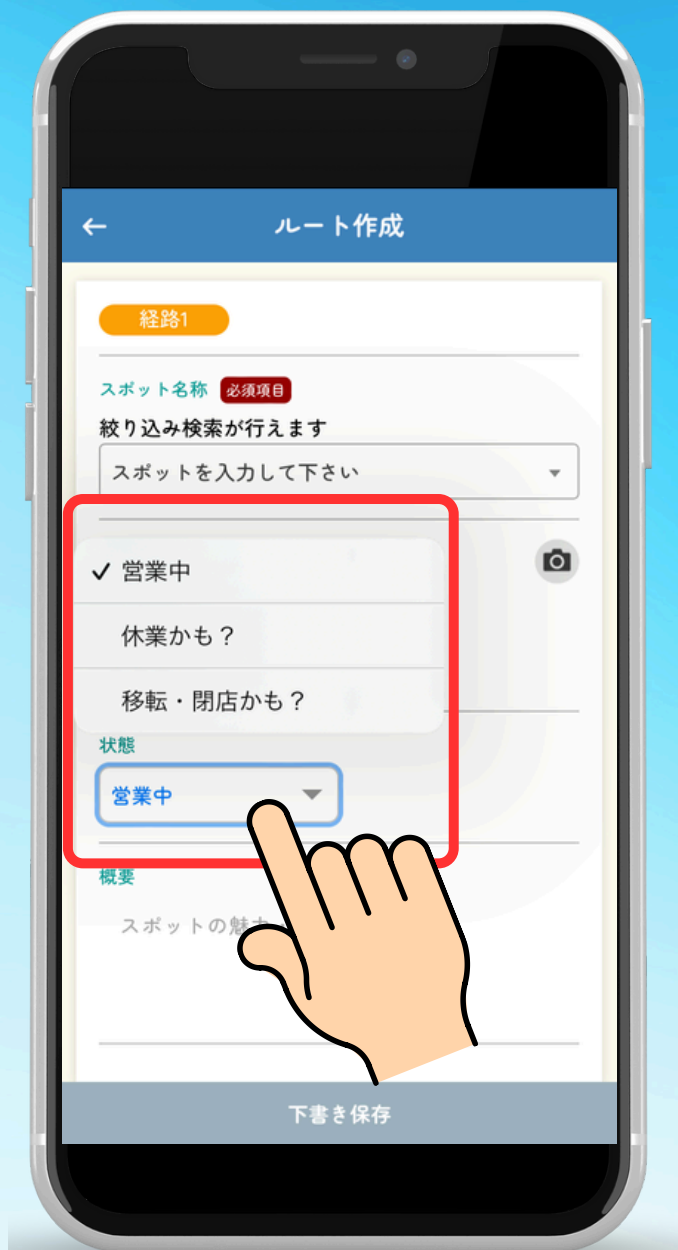 ルート作成
経路1
スポット名称 必須項目
絞り込み検索が行えます
スポットを入力して下さい
✓ 営業中
休業かも？
移転・閉店かも？
状態
営業中
概要
スポットの魅力
下書き保存